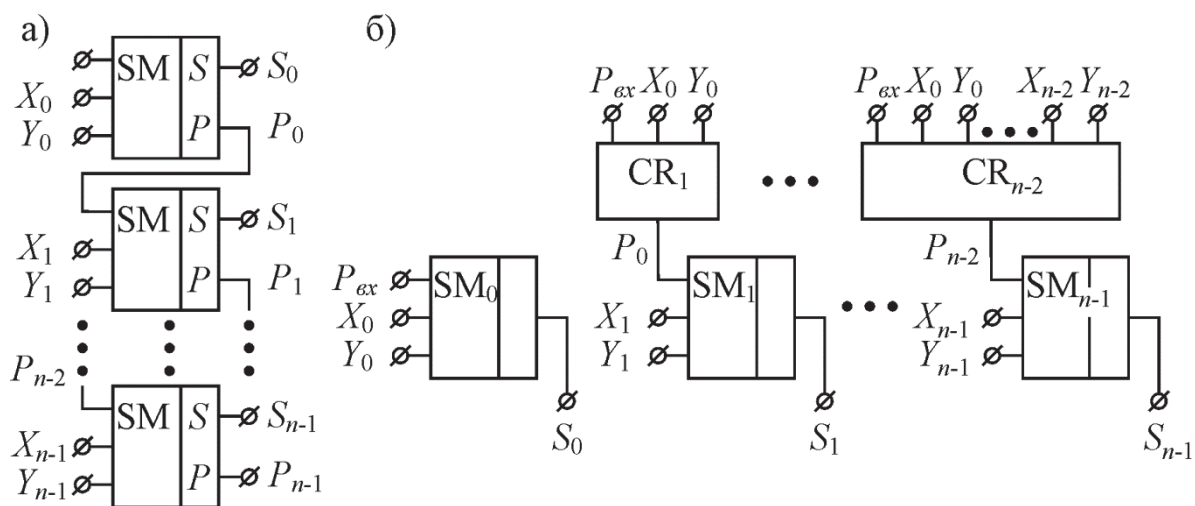 а)
SM S S₀
X₀
Y₀ P P₀
SM S S₁
X₁
Y₁ P P₁
Pₙ₋₂
SM S Sₙ₋₁
Xₙ₋₁
Yₙ₋₁ P Pₙ₋₁
б)
Pвх X₀ Y₀
CR₁
P₀
Pвх X₀ Y₀ Xₙ₋₂ Yₙ₋₂
CRₙ₋₂
Pₙ₋₂
Pвх SM₀
X₀
Y₀
S₀
SM₁
X₁
Y₁
S₁
SMₙ₋₁
Xₙ₋₁
Yₙ₋₁
Sₙ₋₁